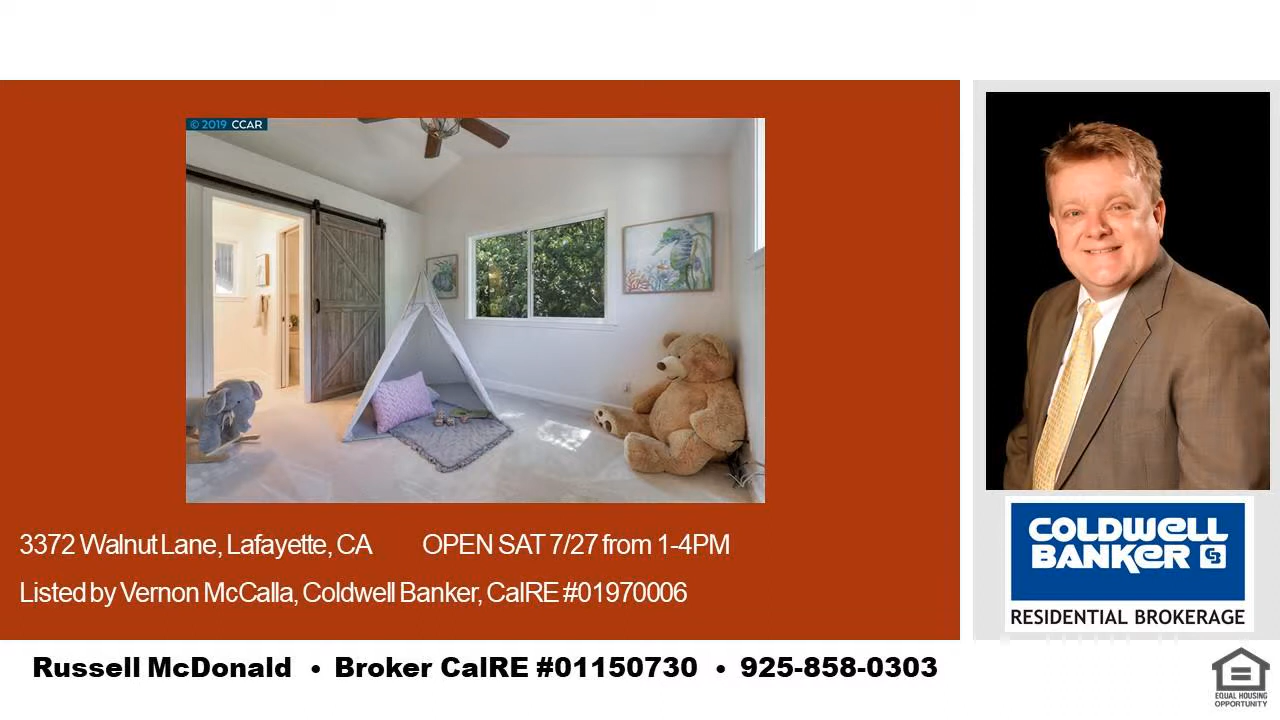 © 2019 CCAR
3372 Walnut Lane, Lafayette, CA OPEN SAT 7/27 from 1-4PM
Listed by Vernon McCalla, Coldwell Banker, CalRE #01970006
COLDWELL
BANKER CB
RESIDENTIAL BROKERAGE
Russell McDonald • Broker CalRE #01150730 • 925-858-0303
EQUAL HOUSING
OPPORTUNITY